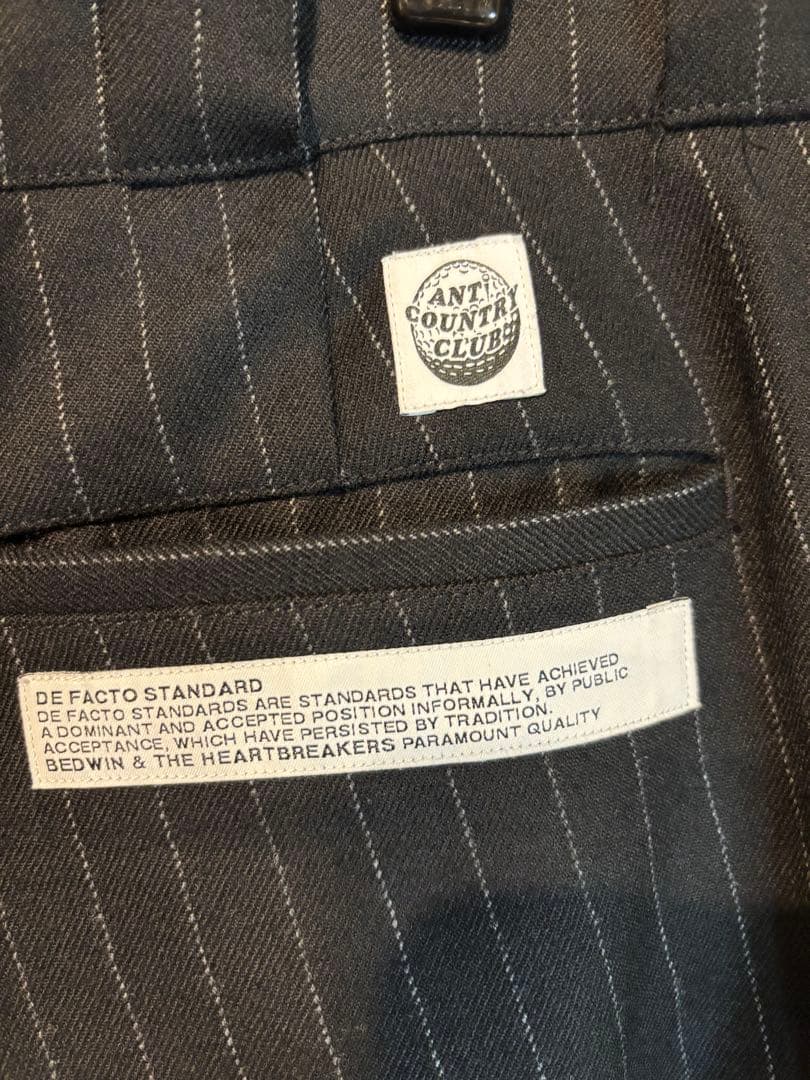 ANTI
COUNTRY
CLUB
DE FACTO STANDARD
DE FACTO STANDARDS ARE STANDARDS THAT HAVE ACHIEVED
A DOMINANT AND ACCEPTED POSITION INFORMALLY, BY PUBLIC
ACCEPTANCE, WHICH HAVE PERSISTED BY TRADITION.
BEDWIN & THE HEARTBREAKERS PARAMOUNT QUALITY